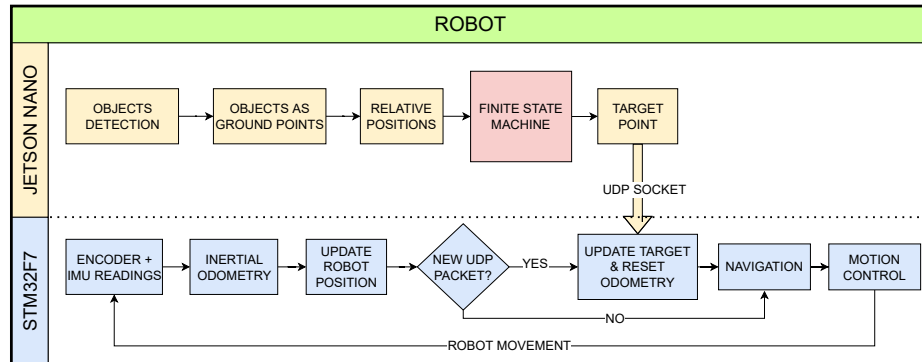 ROBOT
JETSON NANO
OBJECTS
DETECTION
OBJECTS AS
GROUND POINTS
RELATIVE
POSITIONS
FINITE STATE
MACHINE
TARGET
POINT
UDP SOCKET
STM32F7
ENCODER +
IMU READINGS
INERTIAL
ODOMETRY
UPDATE
ROBOT
POSITION
NEW UDP
PACKET?
YES
UPDATE TARGET
& RESET
ODOMETRY
NAVIGATION
MOTION
CONTROL
NO
ROBOT MOVEMENT